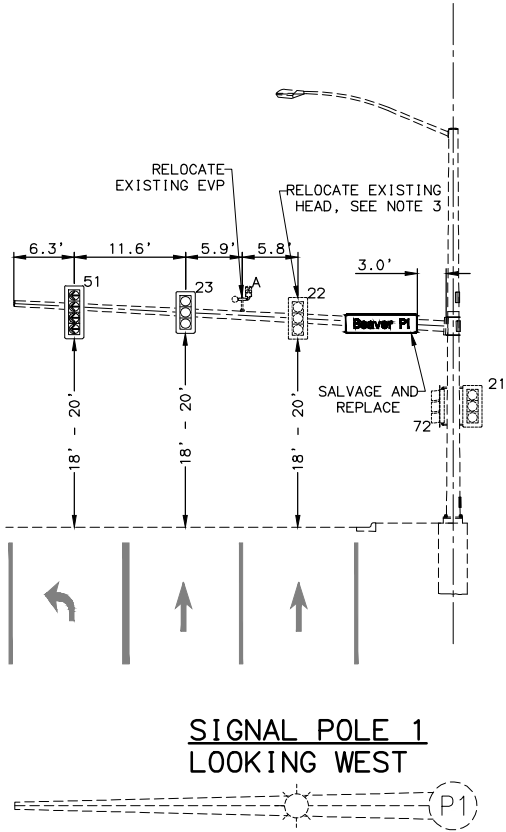 RELOCATE
EXISTING EVP
RELOCATE EXISTING
HEAD, SEE NOTE 3
6.3'
11.6'
5.9'
5.8'
3.0'
51
23
A
22
Beaver Pl
SALVAGE AND
REPLACE
21
72
18' - 20'
18' - 20'
18' - 20'
SIGNAL POLE 1
LOOKING WEST
P1